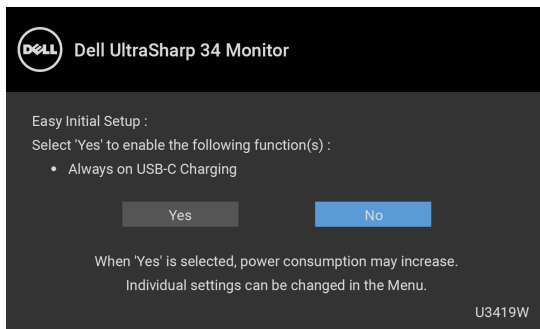 DELL Dell UltraSharp 34 Monitor
Easy Initial Setup :
Select 'Yes' to enable the following function(s) :
• Always on USB-C Charging
Yes No
When 'Yes' is selected, power consumption may increase.
Individual settings can be changed in the Menu.
U3419W